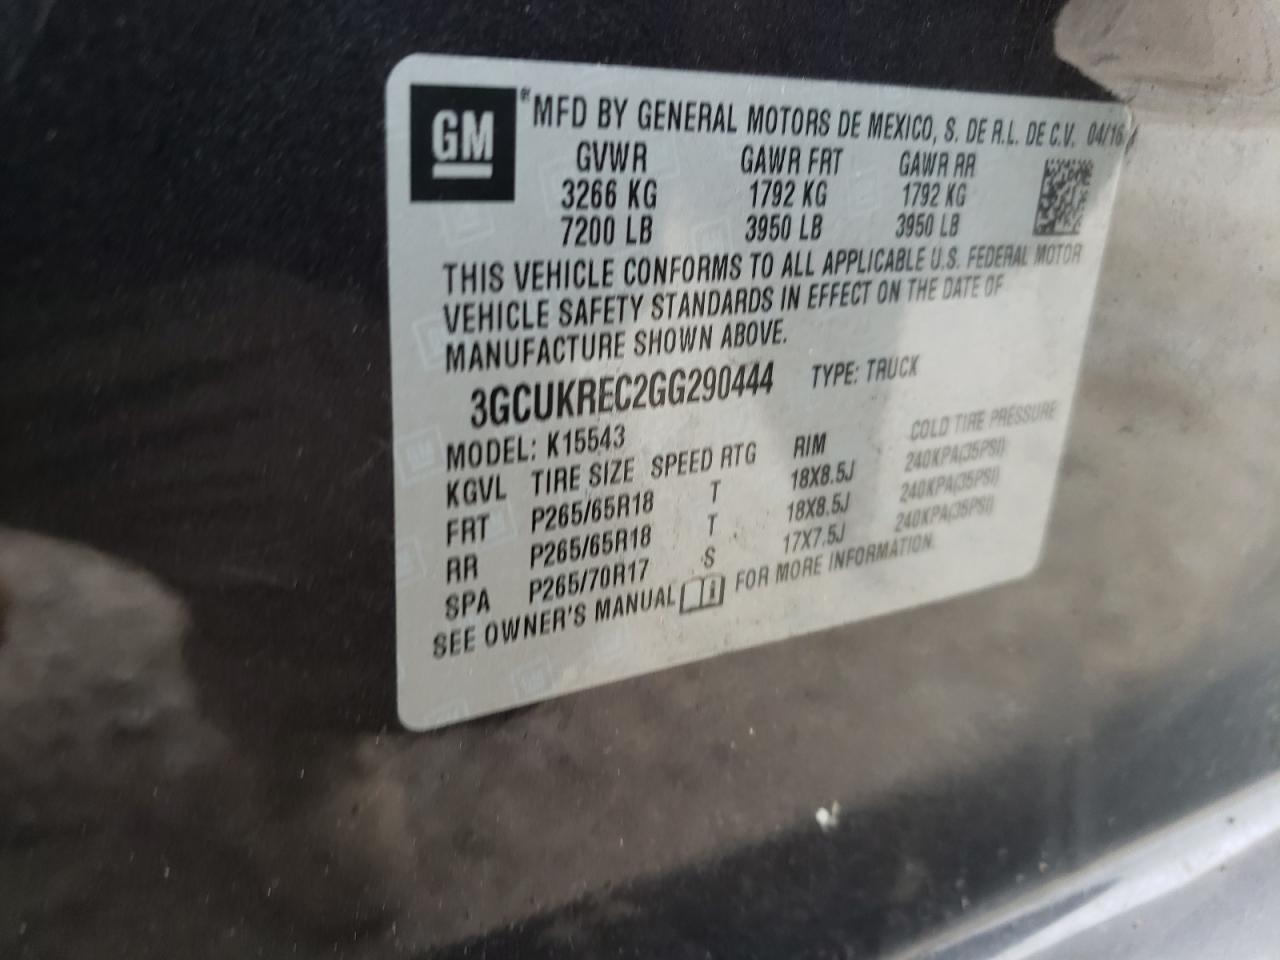 GM ® MFD BY GENERAL MOTORS DE MEXICO, S. DE R.L. DE C.V. 04/16
GVWR GAWR FRT GAWR RR
3266 KG 1792 KG 1792 KG
7200 LB 3950 LB 3950 LB
THIS VEHICLE CONFORMS TO ALL APPLICABLE U.S. FEDERAL MOTOR
VEHICLE SAFETY STANDARDS IN EFFECT ON THE DATE OF
MANUFACTURE SHOWN ABOVE.
3GCUKREC2GG290444 TYPE: TRUCK
MODEL: K15543
KGVL TIRE SIZE SPEED RTG RIM COLD TIRE PRESSURE
FRT P265/65R18 T 18X8.5J 240KPA(35PSI)
RR P265/65R18 T 18X8.5J 240KPA(35PSI)
SPA P265/70R17 S 17X7.5J 240KPA(35PSI)
SEE OWNER'S MANUAL FOR MORE INFORMATION.